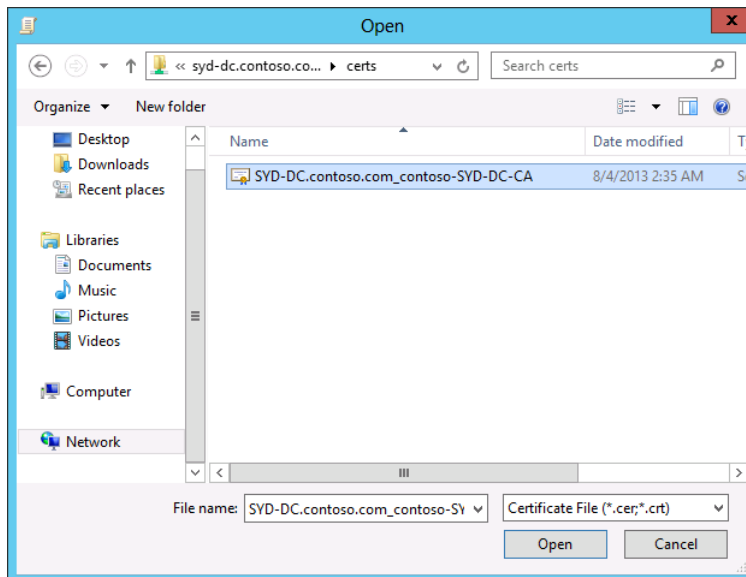 Open
x
« syd-dc.contoso.co... ▸ certs
Search certs
Organize
New folder
Desktop
Downloads
Recent places
Libraries
Documents
Music
Pictures
Videos
Computer
Network
Name
Date modified
T
SYD-DC.contoso.com_contoso-SYD-DC-CA
8/4/2013 2:35 AM
S
File name:
SYD-DC.contoso.com_contoso-SY
Certificate File (*.cer;*.crt)
Open
Cancel